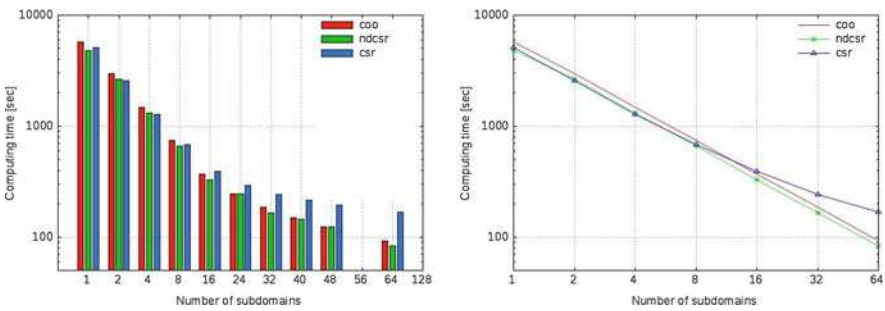 10000
1000
100
Computing time [sec]
coo
ndcsr
csr
1 2 4 8 16 24 32 40 48 56 64 128
Number of subdomains
10000
1000
100
Computing time [sec]
coo
ndcsr
csr
1 2 4 8 16 32 64
Number of subdomains